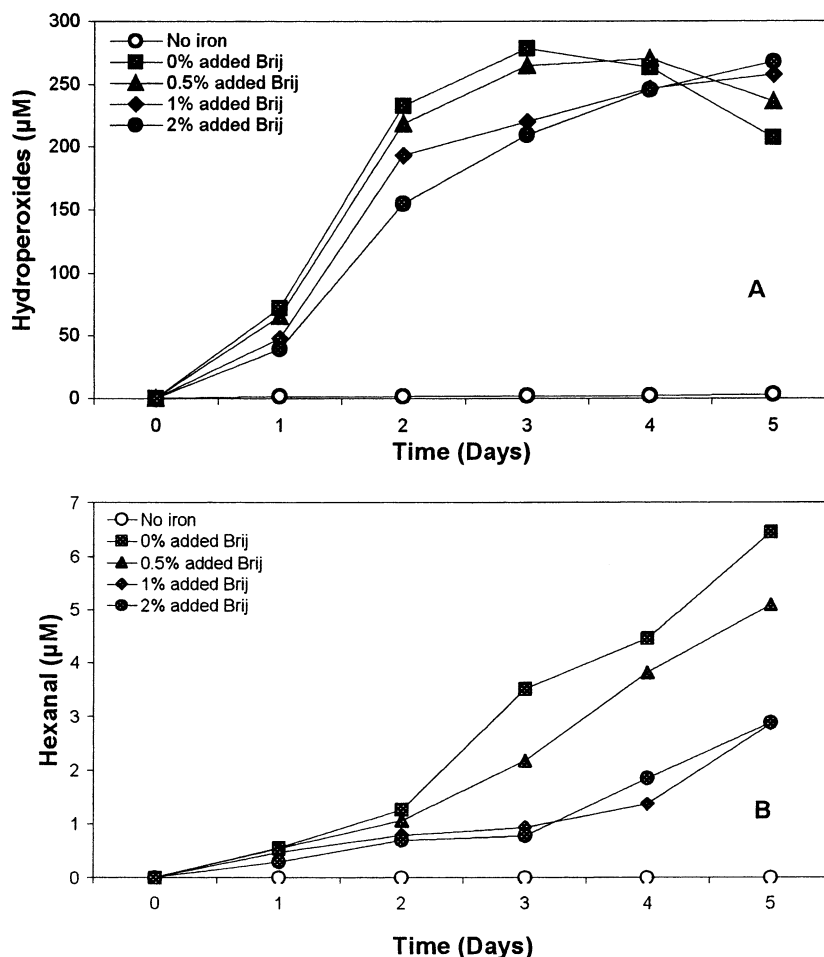 300
250
200
150
100
50
0
Hydroperoxides (µM)
No iron
0% added Brij
0.5% added Brij
1% added Brij
2% added Brij
A
0 1 2 3 4 5
Time (Days)
7
6
5
4
3
2
1
0
Hexanal (µM)
No iron
0% added Brij
0.5% added Brij
1% added Brij
2% added Brij
B
0 1 2 3 4 5
Time (Days)